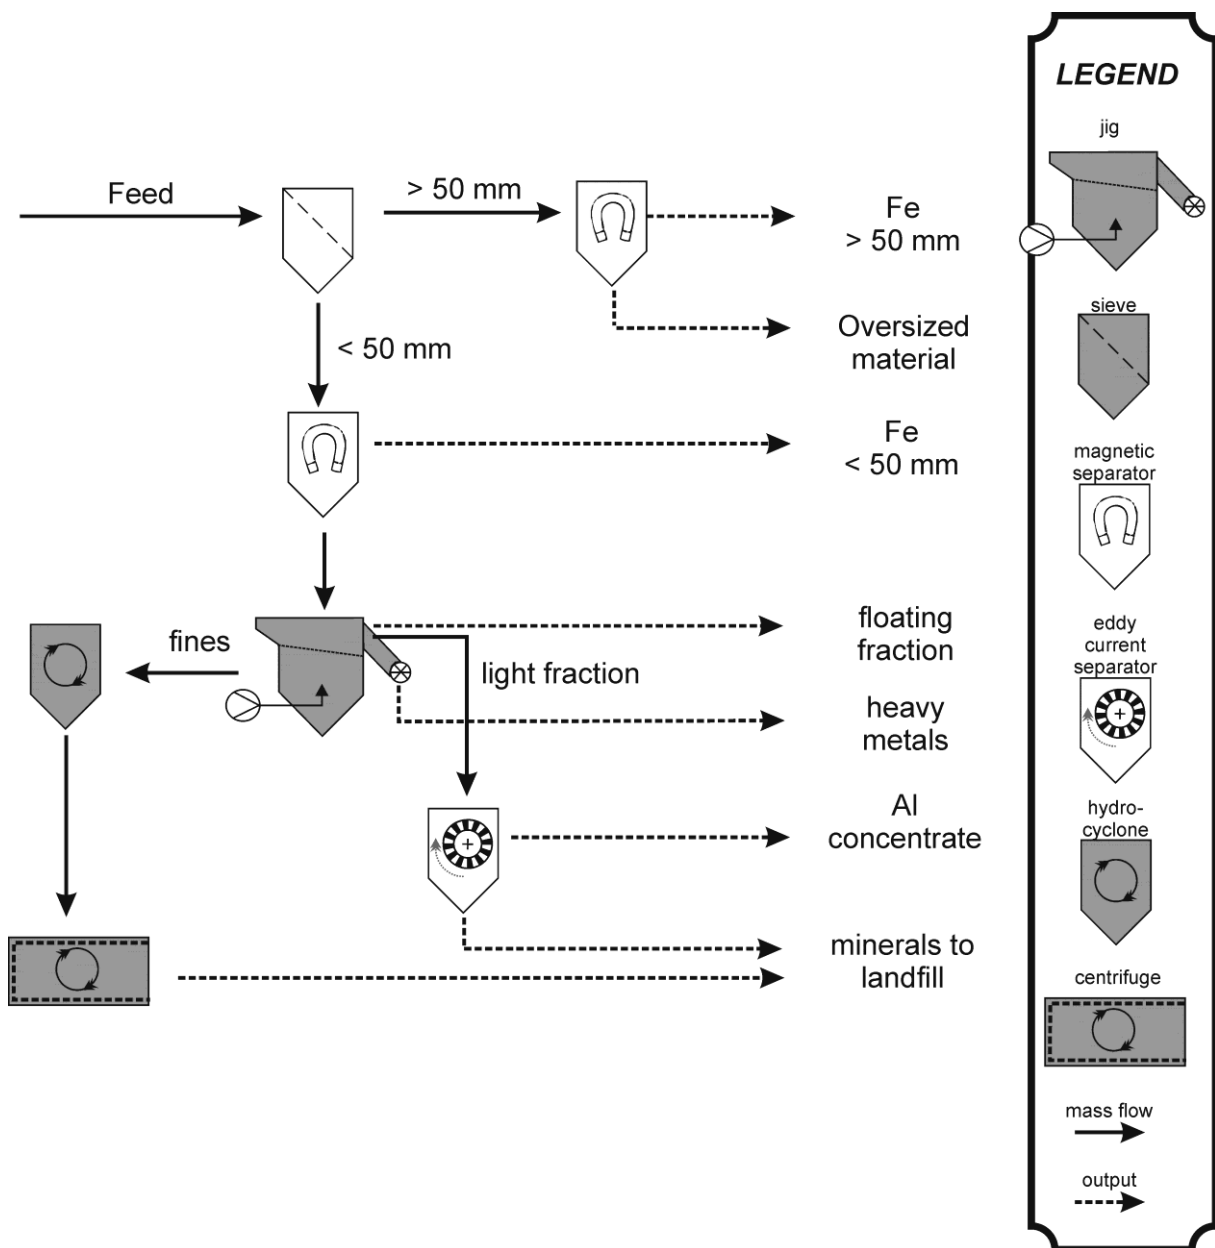 Feed
> 50 mm
Fe
> 50 mm
Oversized
material
< 50 mm
Fe
< 50 mm
floating
fraction
fines
light fraction
heavy
metals
Al
concentrate
minerals to
landfill
LEGEND
jig
sieve
magnetic
separator
eddy
current
separator
hydro-
cyclone
centrifuge
mass flow
output